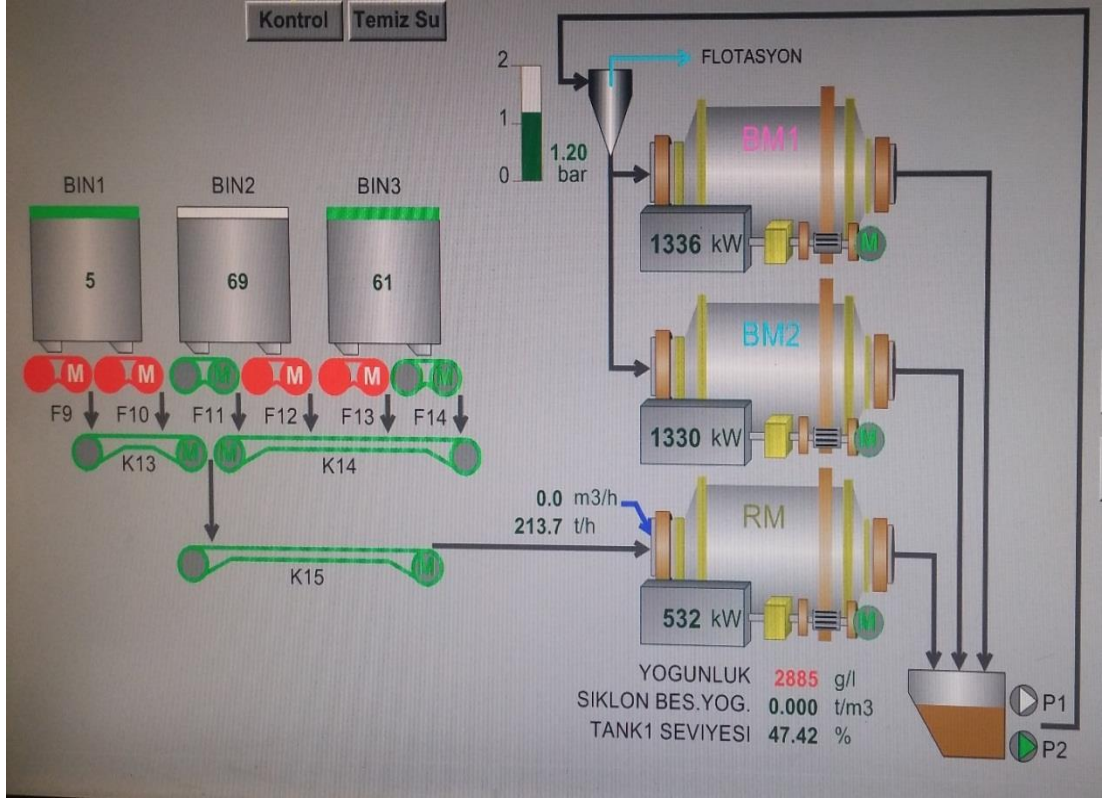 Kontrol Temiz Su
2 FLOTASYON
1
0 1.20 bar
BM1
1336 kW M
BIN1 BIN2 BIN3
5 69 61
M M M M M M
F9 F10 F11 F12 F13 F14
M M
K13 K14
BM2
1330 kW M
0.0 m3/h
213.7 t/h
RM
M
K15
532 kW M
YOGUNLUK 2885 g/l
SIKLON BES.YOG. 0.000 t/m3
TANK1 SEVIYESI 47.42 %
P1
P2